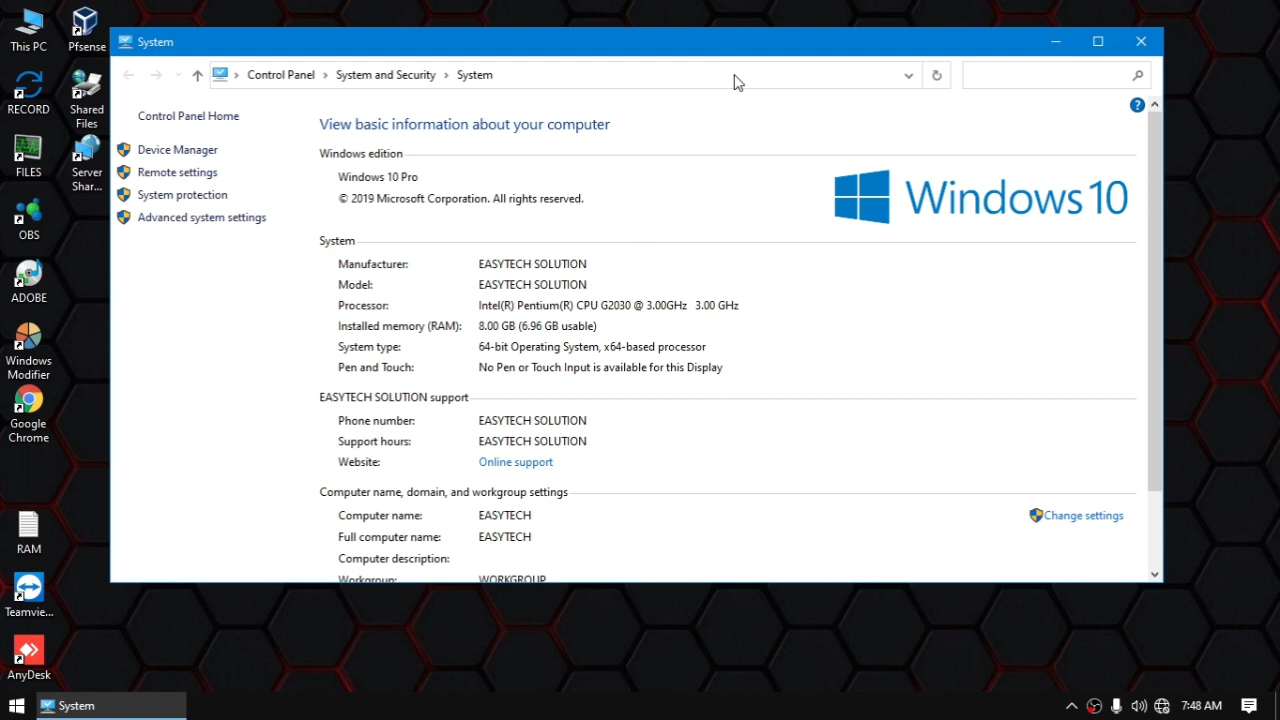 This PC
Pfsense
RECORD
Shared
Files
FILES
Server
Shar...
OBS
ADOBE
Windows
Modifier
Google
Chrome
RAM
Teamvie...
AnyDesk
System
Control Panel > System and Security > System
Control Panel Home
Device Manager
Remote settings
System protection
Advanced system settings
View basic information about your computer
Windows edition
Windows 10 Pro
© 2019 Microsoft Corporation. All rights reserved.
Windows 10
System
Manufacturer: EASYTECH SOLUTION
Model: EASYTECH SOLUTION
Processor: Intel(R) Pentium(R) CPU G2030 @ 3.00GHz 3.00 GHz
Installed memory (RAM): 8.00 GB (6.96 GB usable)
System type: 64-bit Operating System, x64-based processor
Pen and Touch: No Pen or Touch Input is available for this Display
EASYTECH SOLUTION support
Phone number: EASYTECH SOLUTION
Support hours: EASYTECH SOLUTION
Website: Online support
Computer name, domain, and workgroup settings
Computer name: EASYTECH
Change settings
Full computer name: EASYTECH
Computer description:
Workgroup: WORKGROUP
System
7:48 AM